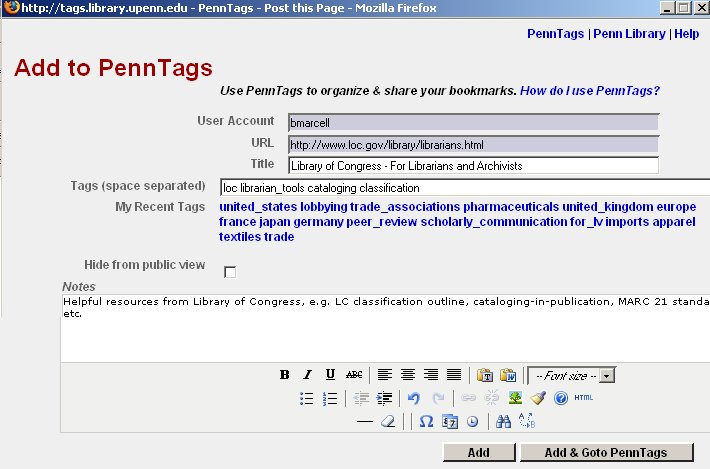 http://tags.library.upenn.edu - PennTags - Post this Page - Mozilla Firefox
PennTags | Penn Library | Help
Add to PennTags
Use PennTags to organize & share your bookmarks. How do I use PennTags?
User Account bmarcell
URL http://www.loc.gov/library/librarians.html
Title Library of Congress - For Librarians and Archivists
Tags (space separated) loc librarian_tools cataloging classification
My Recent Tags united_states lobbying trade_associations pharmaceuticals united_kingdom europe
france japan germany peer_review scholarly_communication for_lv imports apparel
textiles trade
Hide from public view
Notes
Helpful resources from Library of Congress, e.g. LC classification outline, cataloging-in-publication, MARC 21 standa
etc.
B I U ABC -- Font size --
HTML
Add Add & Goto PennTags